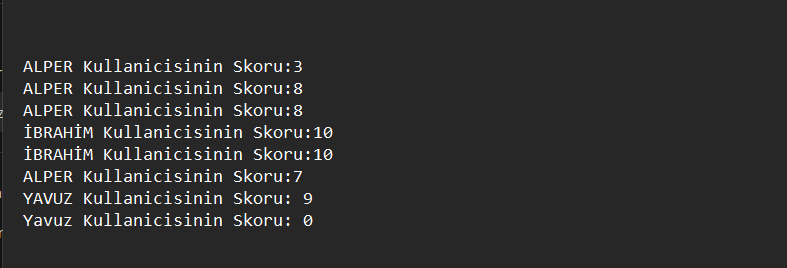 ALPER Kullanicisinin Skoru:3
ALPER Kullanicisinin Skoru:8
ALPER Kullanicisinin Skoru:8
İBRAHİM Kullanicisinin Skoru:10
İBRAHİM Kullanicisinin Skoru:10
ALPER Kullanicisinin Skoru:7
YAVUZ Kullanicisinin Skoru: 9
Yavuz Kullanicisinin Skoru: 0